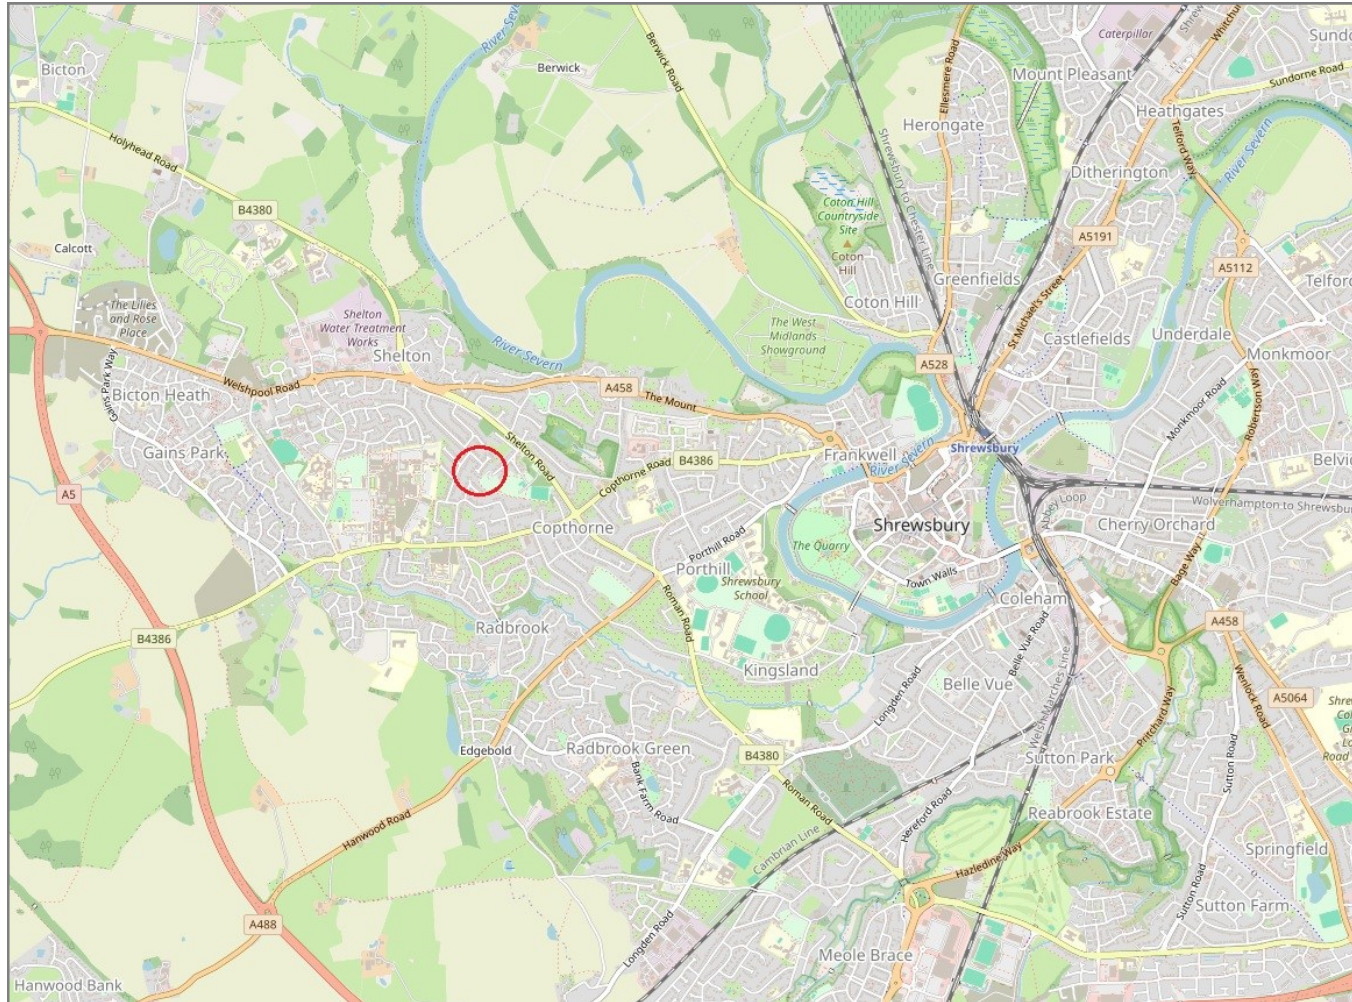 River Severn
Bicton
Berwick
Berwick Road
Ellesmere Road
Caterpillar
Whitchur
Shrew
Sundo
Mount Pleasant
Sundorne Road
Holyhead Road
Heathgates
Herongate
Shrewsbury to Chester Line
Telford Way
River Severn
Ditherington
Coton Hill
Countryside
Site
B4380
A5191
Calcott
Coton
Hill
A5112
Greenfields
Telford
The Lilies
and Rose
Place
Coton Hill
St Michael's Street
Shelton
Water Treatment
Works
The West
Midlands
Showground
Castlefields
Underdale
River Severn
Shelton
A528
Monkmoor
Gains Park Way
Welshpool Road
A458
The Mount
Bicton Heath
Monkmoor Road
Robertson Way
Shelton Road
Gains Park
Frankwell
River Severn
Shrewsbury
B4386
Copthorne Road
Belvid
A5
Abbey Loop
Wolverhampton to Shrewsbury
Copthorne
Shrewsbury
Cherry Orchard
Porthill Road
The Quarry
Porthill
Shrewsbury
School
Town Walls
Bage Way
Coleham
Roman Road
Radbrook
B4386
Belle Vue Road
A458
Kingsland
Longden Road
Belle Vue
Welsh Marches Line
Wenlock Road
A5064
Pritchard Way
Shre
Col
Gr
Lo
Road
Edgebold
Radbrook Green
B4380
Sutton Park
Sutton Road
Bank Farm Road
Roman Road
Hereford Road
Reabrook Estate
Hanwood Road
Cambrian Line
Springfield
Hazledine Way
Sutton Road
Sutton Farm
A488
Longden Road
Meole Brace
Hanwood Bank